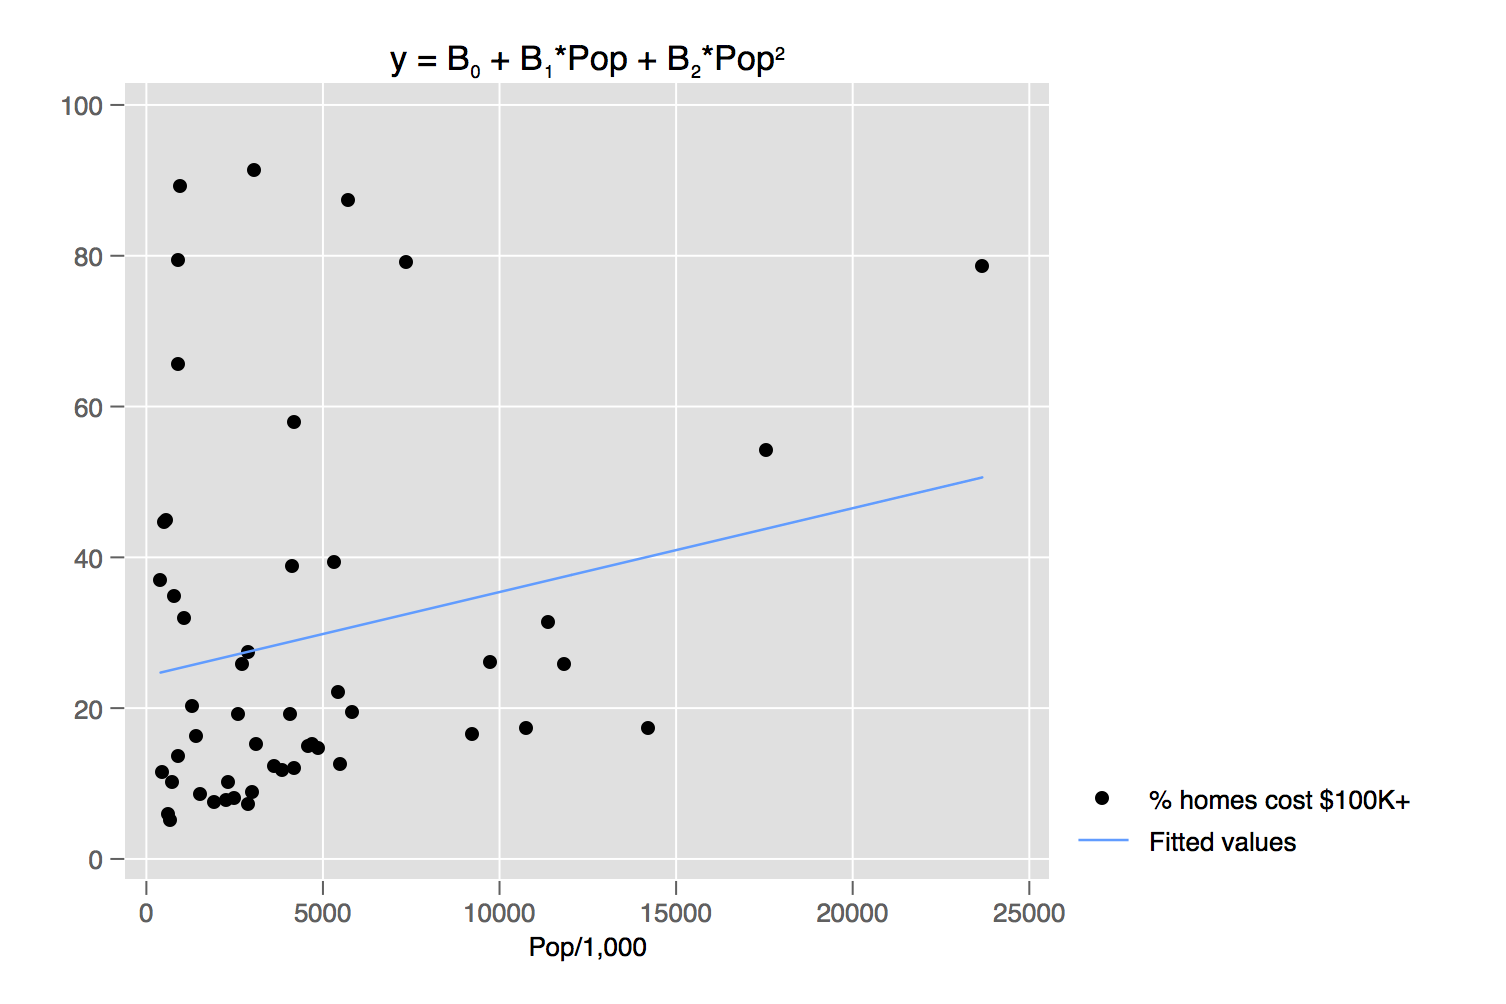 y = B₀ + B₁*Pop + B₂*Pop²
100
80
60
40
20
0
0 5000 10000 15000 20000 25000
Pop/1,000
% homes cost $100K+
Fitted values